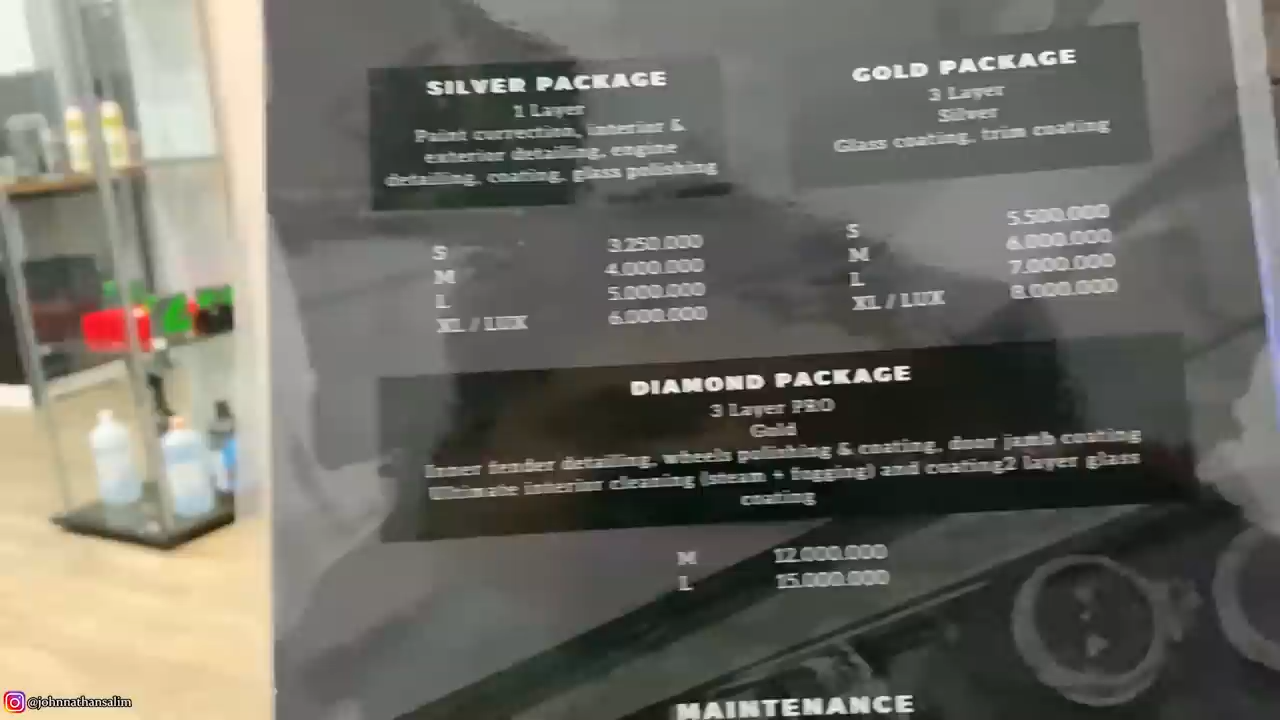 SILVER PACKAGE
1 Layer
Paint correction, interior &
exterior detailing, engine
detailing, coating, glass polishing
S 3.250.000
M 4.000.000
L 5.000.000
XL / LUX 6.000.000
GOLD PACKAGE
3 Layer
Silver
Glass coating, trim coating
S 5.500.000
M 6.000.000
L 7.000.000
XL / LUX 8.000.000
DIAMOND PACKAGE
3 Layer PRO
Gold
Inner fender detailing, wheels polishing & coating, door jamb coating
Ultimate interior cleaning (steam + fogging) and coating2 layer glass
coating
M 12.000.000
L 15.000.000
MAINTENANCE
@johnnathansalim